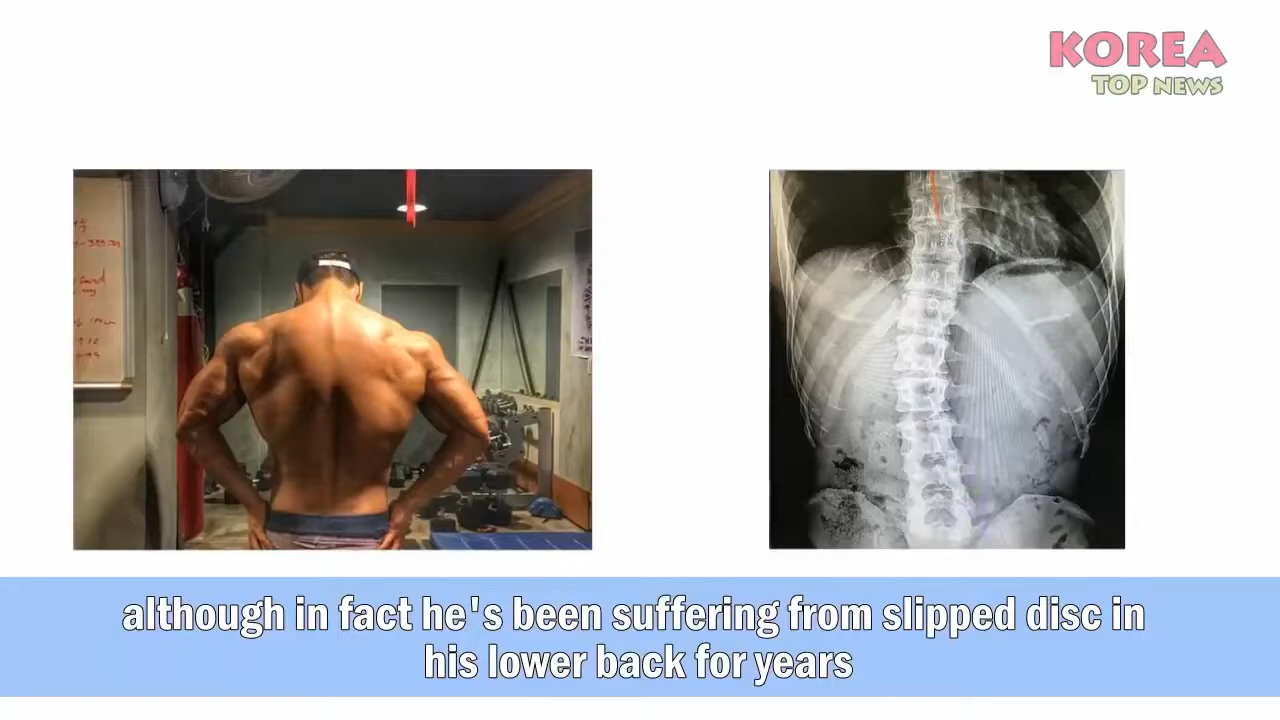 KOREA
TOP NEWS
although in fact he's been suffering from slipped disc in
his lower back for years